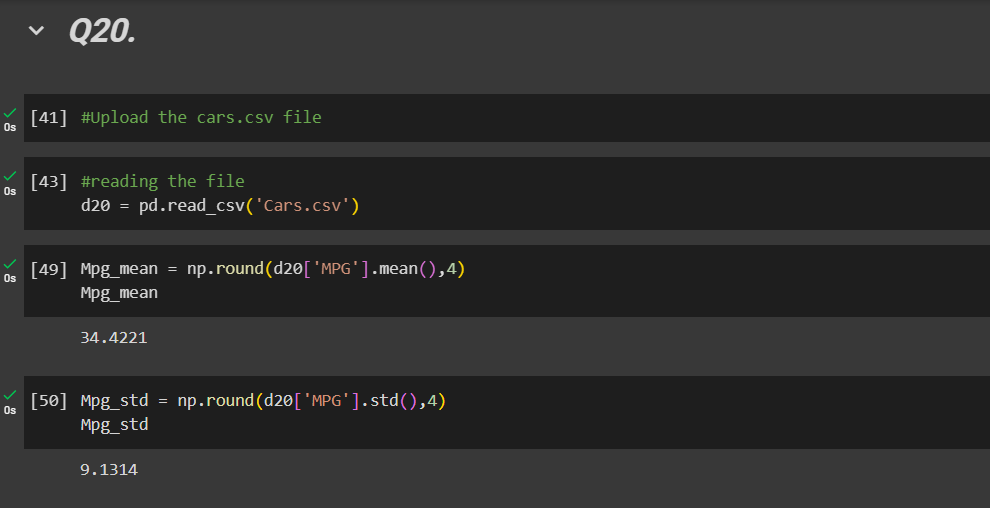 Q20.
[41] #Upload the cars.csv file
0s
[43] #reading the file
0s
d20 = pd.read_csv('Cars.csv')
[49] Mpg_mean = np.round(d20['MPG'].mean(),4)
0s
Mpg_mean
34.4221
[50] Mpg_std = np.round(d20['MPG'].std(),4)
0s
Mpg_std
9.1314